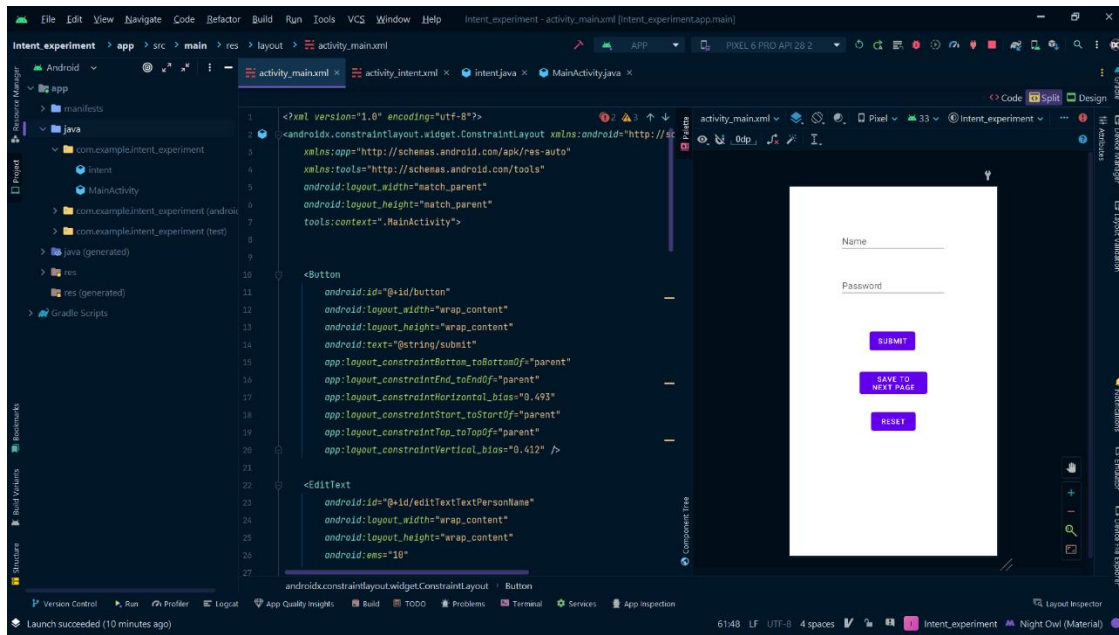 File Edit View Navigate Code Refactor Build Run Tools VCS Window Help Intent_experiment - activity_main.xml [Intent_experiment.app.main]
Intent_experiment > app > src > main > res > layout > activity_main.xml APP PIXEL 6 PRO API 28 2
Android
activity_main.xml × activity_intent.xml × intent.java × MainActivity.java ×
Code Split Design
Resource Manager
Project
Bookmarks
Build Variants
Structure
app
manifests
java
com.example.intent_experiment
intent
MainActivity
com.example.intent_experiment (androi
com.example.intent_experiment (test)
java (generated)
res
res (generated)
Gradle Scripts
2 3
1 <?xml version="1.0" encoding="utf-8"?>
2 <androidx.constraintlayout.widget.ConstraintLayout xmlns:android="http://
3 xmlns:app="http://schemas.android.com/apk/res-auto"
4 xmlns:tools="http://schemas.android.com/tools"
5 android:layout_width="match_parent"
6 android:layout_height="match_parent"
7 tools:context=".MainActivity">
8
9
10 <Button
11 android:id="@+id/button"
12 android:layout_width="wrap_content"
13 android:layout_height="wrap_content"
14 android:text="@string/submit"
15 app:layout_constraintBottom_toBottomOf="parent"
16 app:layout_constraintEnd_toEndOf="parent"
17 app:layout_constraintHorizontal_bias="0.493"
18 app:layout_constraintStart_toStartOf="parent"
19 app:layout_constraintTop_toTopOf="parent"
20 app:layout_constraintVertical_bias="0.412" />
21
22 <EditText
23 android:id="@+id/editTextTextPersonName"
24 android:layout_width="wrap_content"
25 android:layout_height="wrap_content"
26 android:ems="10"
27
androidx.constraintlayout.widget.ConstraintLayout > Button
Palette
Component Tree
activity_main.xml Pixel 33 Intent_experiment
0dp
Name
Password
SUBMIT
SAVE TO
NEXT PAGE
RESET
Gradle
Attributes
Device Manager
Layout Validation
Notifications
Emulator
Device File Explorer
Version Control Run Profiler Logcat App Quality Insights Build TODO Problems Terminal Services App Inspection Layout Inspector
Launch succeeded (10 minutes ago) 61:48 LF UTF-8 4 spaces Intent_experiment Night Owl (Material)